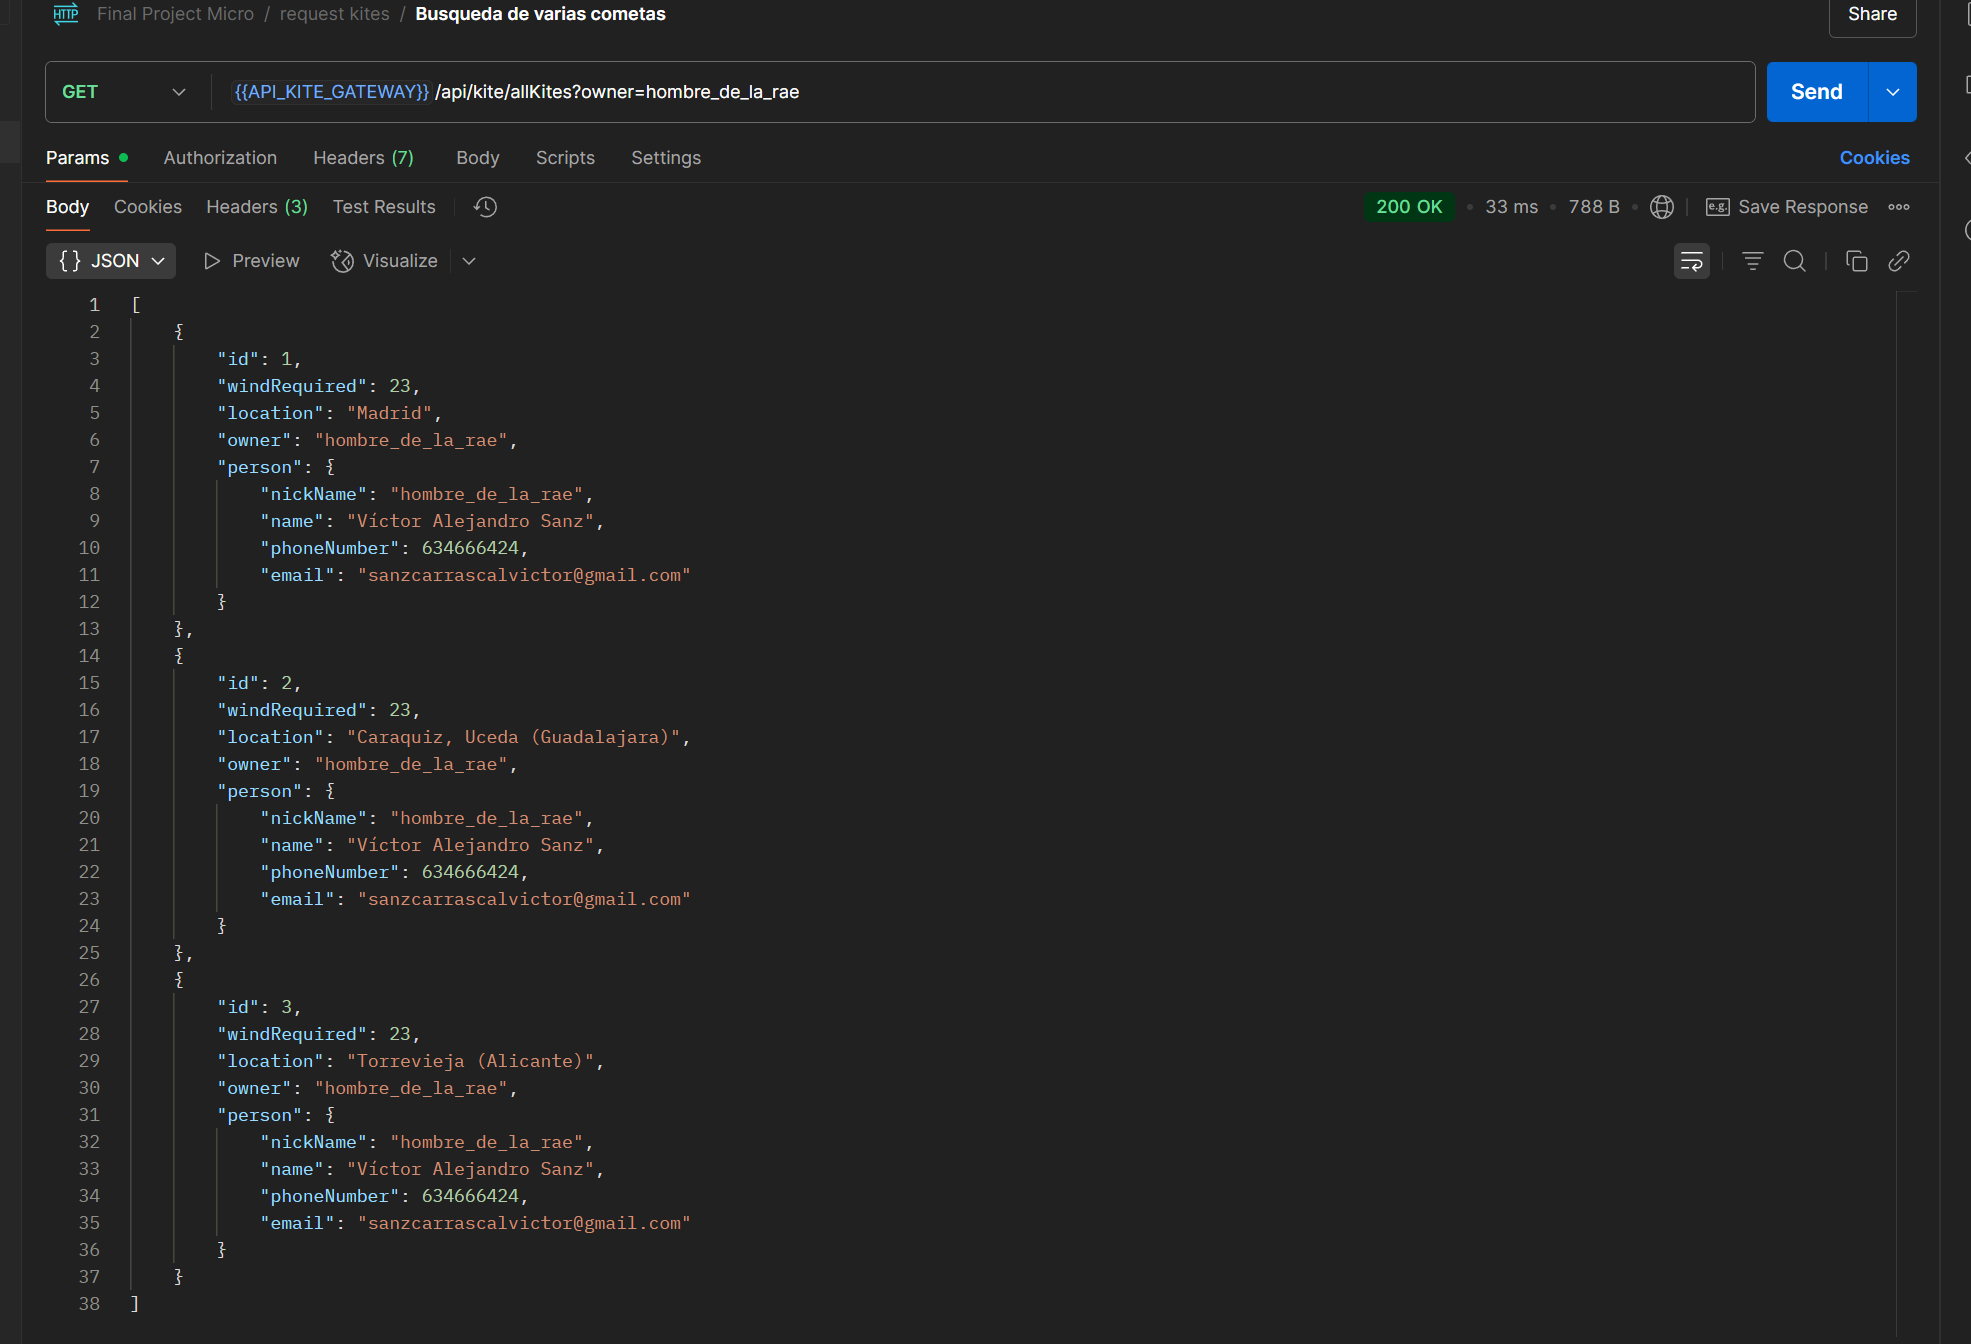 HTTP Final Project Micro / request kites / Busqueda de varias cometas Share
GET {{API_KITE_GATEWAY}} /api/kite/allKites?owner=hombre_de_la_rae Send
Params Authorization Headers (7) Body Scripts Settings Cookies
Body Cookies Headers (3) Test Results 200 OK • 33 ms • 788 B • e.g. Save Response
{} JSON Preview Visualize
1 [
2 {
3 "id": 1,
4 "windRequired": 23,
5 "location": "Madrid",
6 "owner": "hombre_de_la_rae",
7 "person": {
8 "nickName": "hombre_de_la_rae",
9 "name": "Víctor Alejandro Sanz",
10 "phoneNumber": 634666424,
11 "email": "sanzcarrascalvictor@gmail.com"
12 }
13 },
14 {
15 "id": 2,
16 "windRequired": 23,
17 "location": "Caraquiz, Uceda (Guadalajara)",
18 "owner": "hombre_de_la_rae",
19 "person": {
20 "nickName": "hombre_de_la_rae",
21 "name": "Víctor Alejandro Sanz",
22 "phoneNumber": 634666424,
23 "email": "sanzcarrascalvictor@gmail.com"
24 }
25 },
26 {
27 "id": 3,
28 "windRequired": 23,
29 "location": "Torrevieja (Alicante)",
30 "owner": "hombre_de_la_rae",
31 "person": {
32 "nickName": "hombre_de_la_rae",
33 "name": "Víctor Alejandro Sanz",
34 "phoneNumber": 634666424,
35 "email": "sanzcarrascalvictor@gmail.com"
36 }
37 }
38 ]